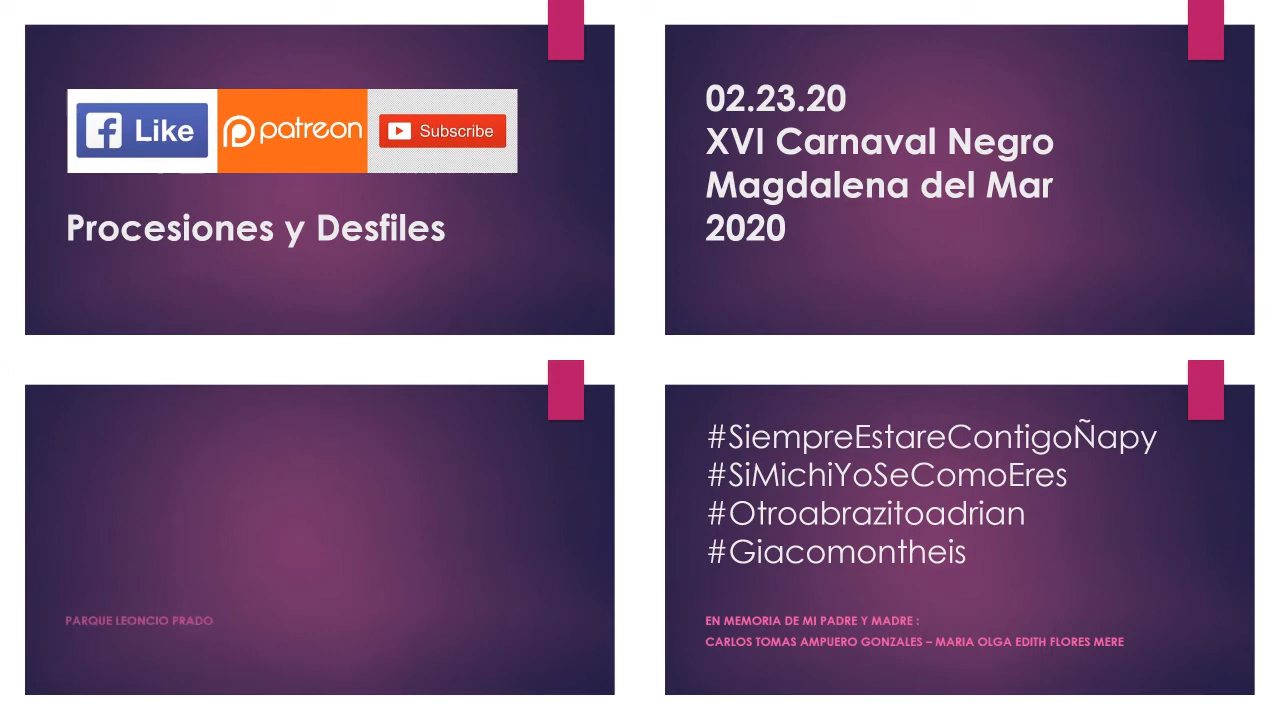 Like
patreon
Subscribe
Procesiones y Desfiles
02.23.20
XVI Carnaval Negro
Magdalena del Mar
2020
PARQUE LEONCIO PRADO
#SiempreEstareContigoÑapy
#SiMichiYoSeComoEres
#Otroabrazitoadrian
#Giacomontheis
EN MEMORIA DE MI PADRE Y MADRE :
CARLOS TOMAS AMPUERO GONZALES – MARIA OLGA EDITH FLORES MERE